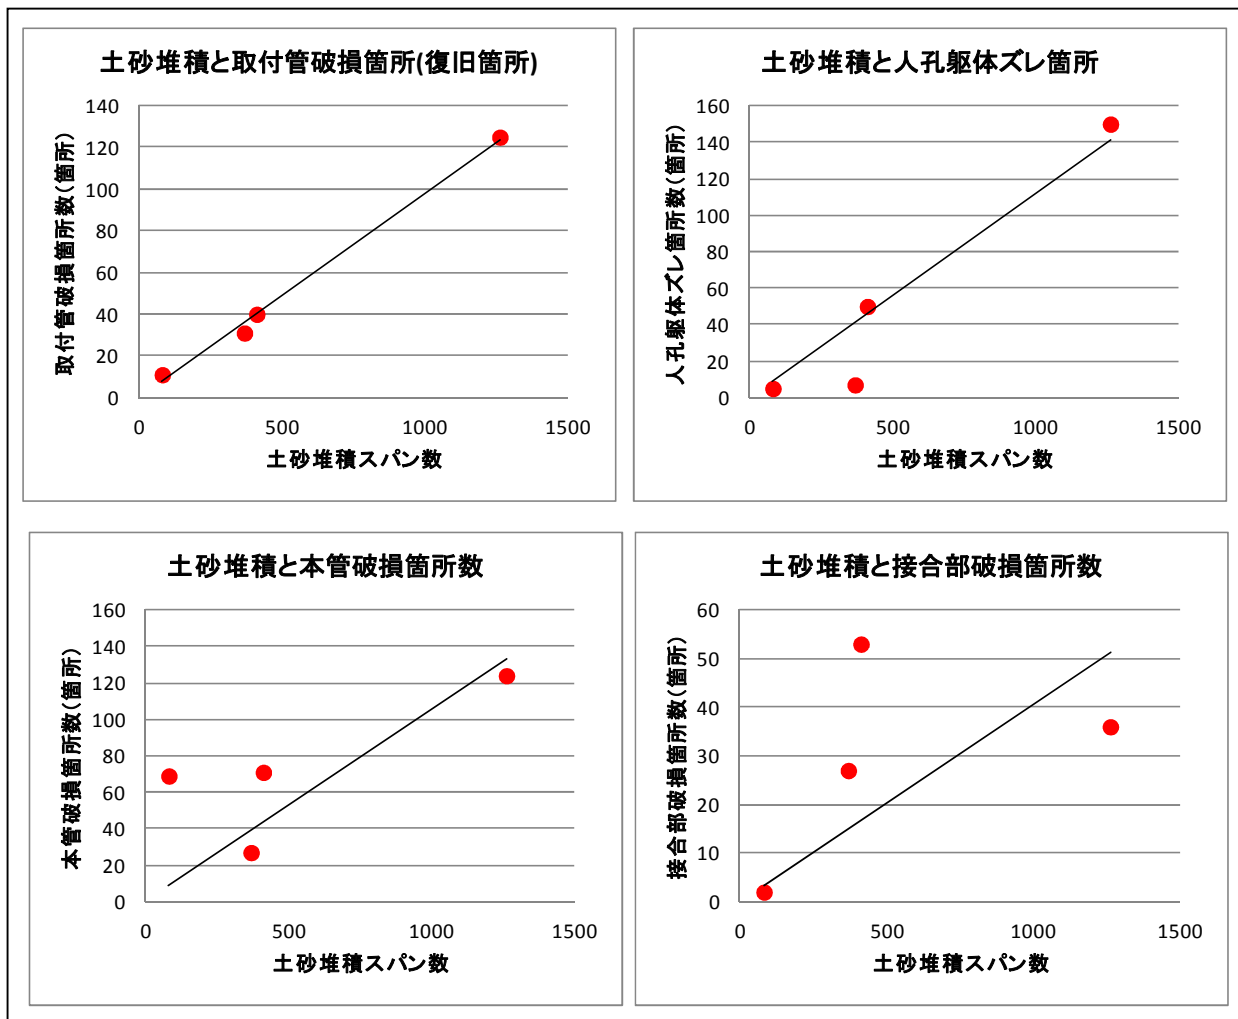 土砂堆積と取付管破損箇所(復旧箇所)
取付管破損箇所数(箇所)
140
120
100
80
60
40
20
0
0 500 1000 1500
土砂堆積スパン数
土砂堆積と人孔躯体ズレ箇所
人孔躯体ズレ箇所数(箇所)
160
140
120
100
80
60
40
20
0
0 500 1000 1500
土砂堆積スパン数
土砂堆積と本管破損箇所数
本管破損箇所数(箇所)
160
140
120
100
80
60
40
20
0
0 500 1000 1500
土砂堆積スパン数
土砂堆積と接合部破損箇所数
接合部破損箇所数(箇所)
60
50
40
30
20
10
0
0 500 1000 1500
土砂堆積スパン数